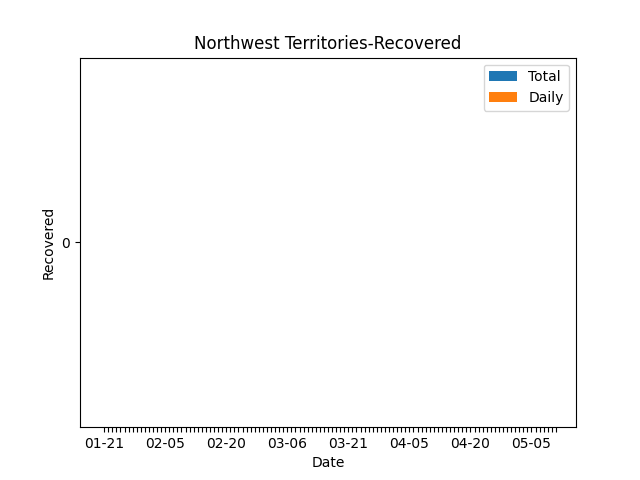 Northwest Territories-Recovered
Total
Daily
Recovered
0
01-21 02-05 02-20 03-06 03-21 04-05 04-20 05-05
Date